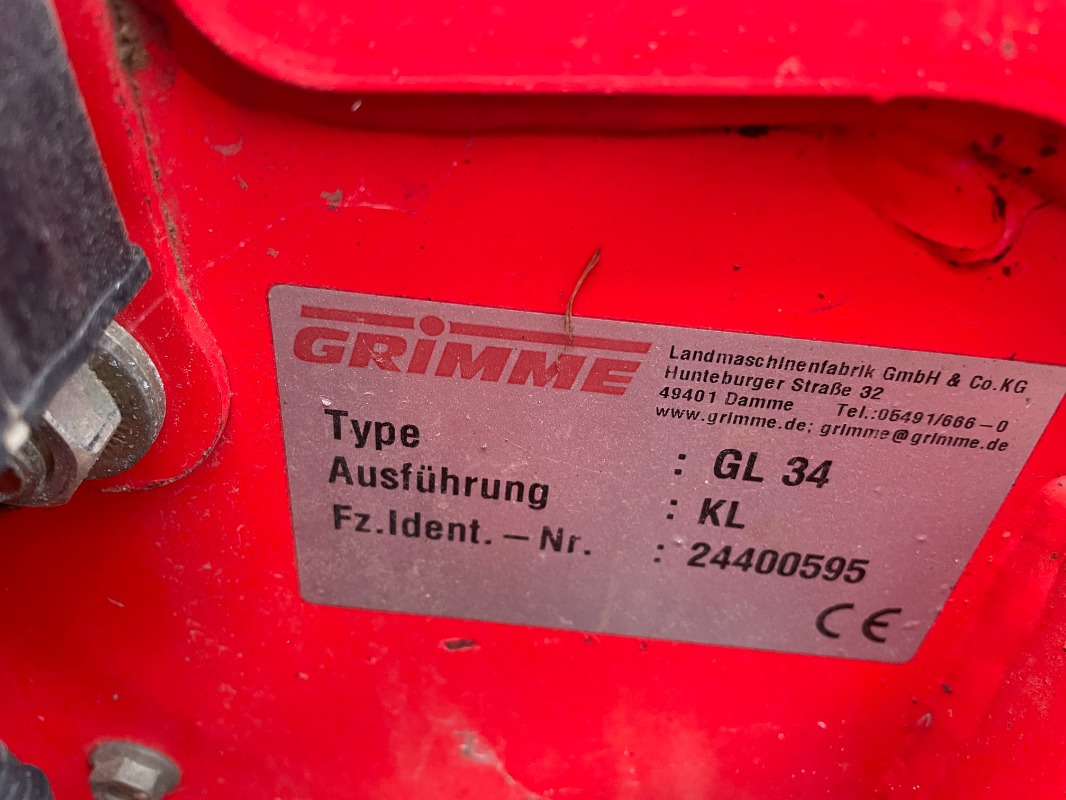 GRIMME
Landmaschinenfabrik GmbH & Co.KG
Hunteburger Straße 32
49401 Damme Tel.:05491/666–0
www.grimme.de; grimme@grimme.de
Type : GL 34
Ausführung : KL
Fz.Ident.–Nr. : 24400595
CE